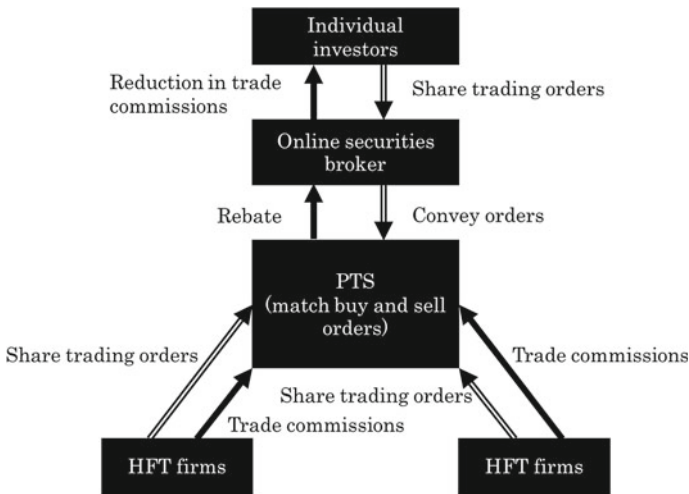 Individual
investors
Reduction in trade
commissions
Share trading orders
Online securities
broker
Rebate
Convey orders
PTS
(match buy and sell
orders)
Share trading orders
Trade commissions
Share trading orders
Trade commissions
HFT firms
HFT firms